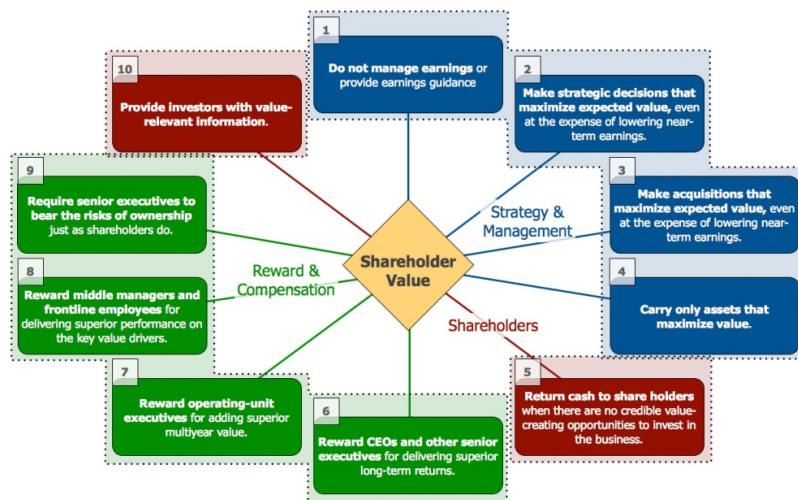 1
Do not manage earnings or
provide earnings guidance
2
Make strategic decisions that
maximize expected value, even
at the expense of lowering near-
term earnings.
3
Make acquisitions that
maximize expected value, even
at the expense of lowering near-
term earnings.
4
Carry only assets that
maximize value.
5
Return cash to share holders
when there are no credible value-
creating opportunities to invest in
the business.
6
Reward CEOs and other senior
executives for delivering superior
long-term returns.
7
Reward operating-unit
executives for adding superior
multiyear value.
8
Reward middle managers and
frontline employees for
delivering superior performance on
the key value drivers.
9
Require senior executives to
bear the risks of ownership
just as shareholders do.
10
Provide investors with value-
relevant information.
Shareholder
Value
Strategy &
Management
Shareholders
Reward &
Compensation